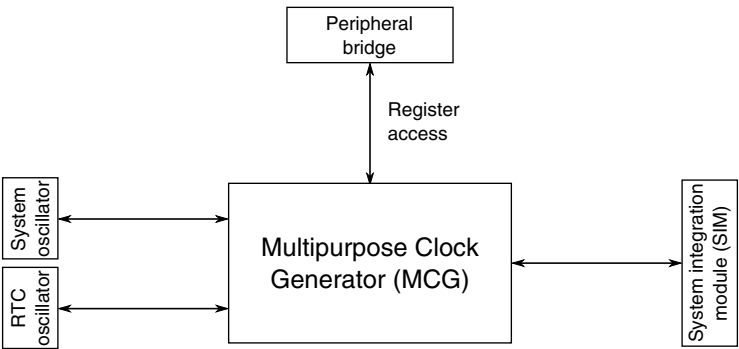 Peripheral
bridge
Register
access
System
oscillator
Multipurpose Clock
Generator (MCG)
System integration
module (SIM)
RTC
oscillator